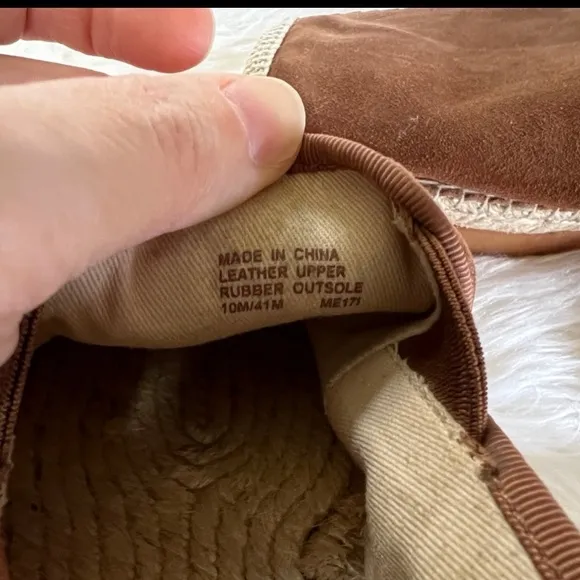 MADE IN CHINA
LEATHER UPPER
RUBBER OUTSOLE
10M/41M ME171